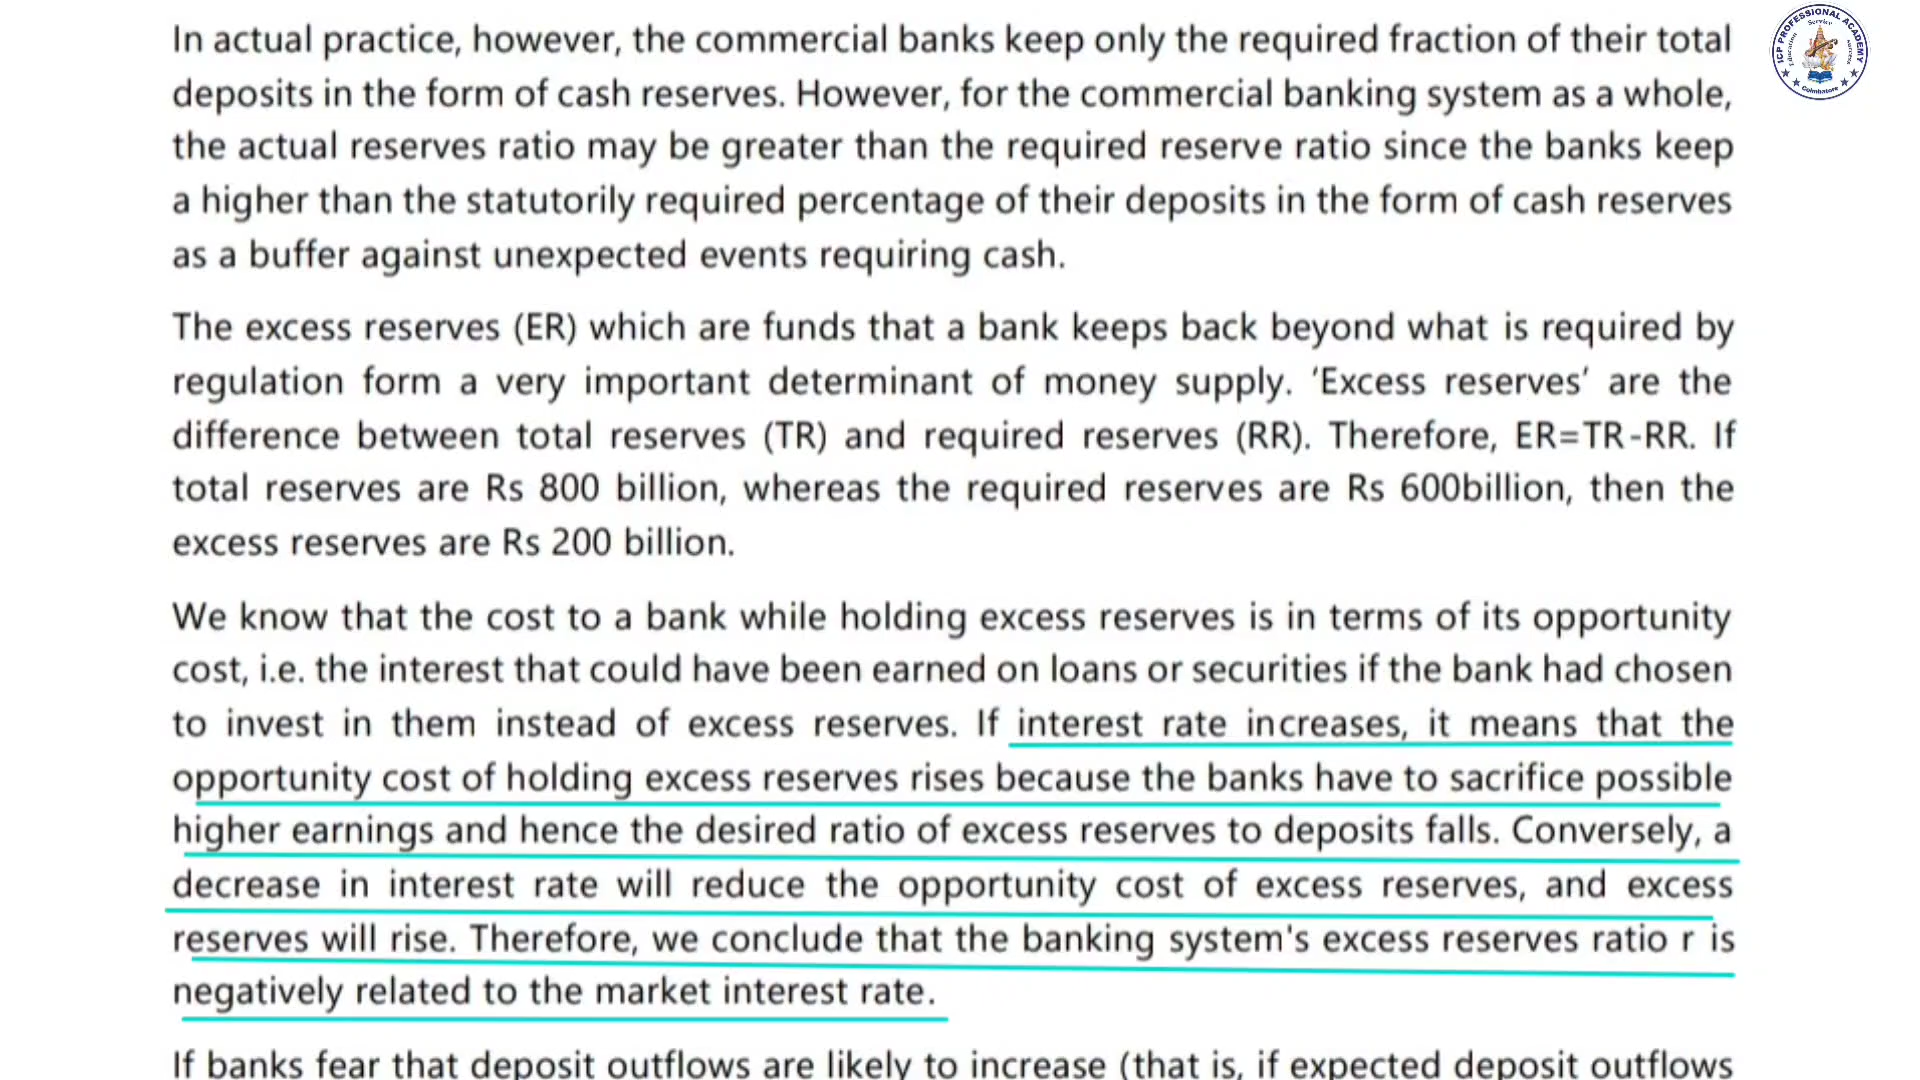 In actual practice, however, the commercial banks keep only the required fraction of their total
deposits in the form of cash reserves. However, for the commercial banking system as a whole,
the actual reserves ratio may be greater than the required reserve ratio since the banks keep
a higher than the statutorily required percentage of their deposits in the form of cash reserves
as a buffer against unexpected events requiring cash.
The excess reserves (ER) which are funds that a bank keeps back beyond what is required by
regulation form a very important determinant of money supply. ‘Excess reserves’ are the
difference between total reserves (TR) and required reserves (RR). Therefore, ER=TR-RR. If
total reserves are Rs 800 billion, whereas the required reserves are Rs 600billion, then the
excess reserves are Rs 200 billion.
We know that the cost to a bank while holding excess reserves is in terms of its opportunity
cost, i.e. the interest that could have been earned on loans or securities if the bank had chosen
to invest in them instead of excess reserves. If interest rate increases, it means that the
opportunity cost of holding excess reserves rises because the banks have to sacrifice possible
higher earnings and hence the desired ratio of excess reserves to deposits falls. Conversely, a
decrease in interest rate will reduce the opportunity cost of excess reserves, and excess
reserves will rise. Therefore, we conclude that the banking system's excess reserves ratio r is
negatively related to the market interest rate.
If banks fear that deposit outflows are likely to increase (that is, if expected deposit outflows
ICP PROFESSIONAL ACADEMY
Service
Education
Coimbatore